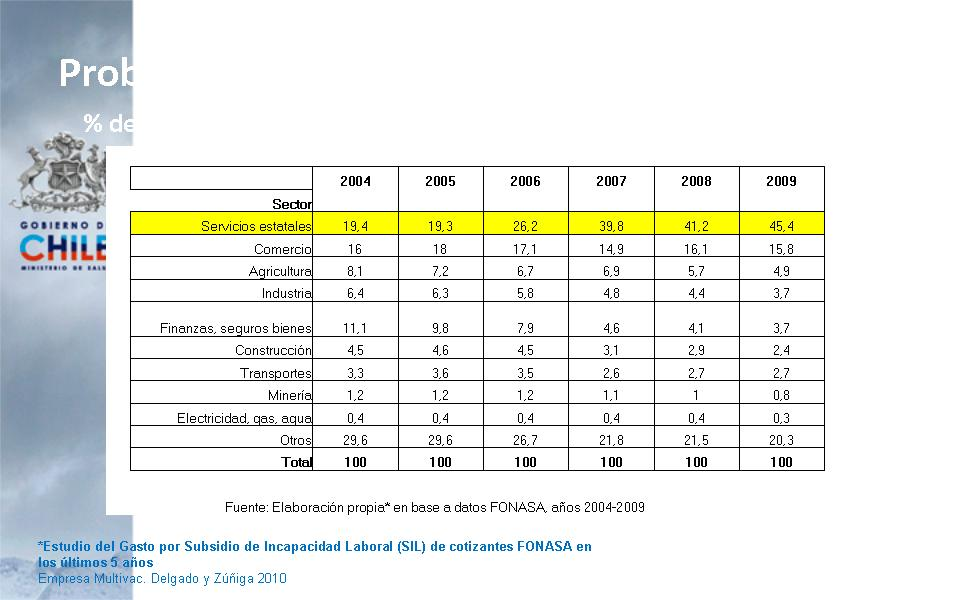 Prob
% de
GOBIERNO D
CHILE
MINISTERIO DE SALU
2004 2005 2006 2007 2008 2009
Sector
Servicios estatales 19,4 19,3 26,2 39,8 41,2 45,4
Comercio 16 18 17,1 14,9 16,1 15,8
Agricultura 8,1 7,2 6,7 6,9 5,7 4,9
Industria 6,4 6,3 5,8 4,8 4,4 3,7
Finanzas, seguros bienes 11,1 9,8 7,9 4,6 4,1 3,7
Construcción 4,5 4,6 4,5 3,1 2,9 2,4
Transportes 3,3 3,6 3,5 2,6 2,7 2,7
Minería 1,2 1,2 1,2 1,1 1 0,8
Electricidad, gas, agua 0,4 0,4 0,4 0,4 0,4 0,3
Otros 29,6 29,6 26,7 21,8 21,5 20,3
Total 100 100 100 100 100 100
Fuente: Elaboración propia* en base a datos FONASA, años 2004-2009
*Estudio del Gasto por Subsidio de Incapacidad Laboral (SIL) de cotizantes FONASA en
los últimos 5 años
Empresa Multivac. Delgado y Zúñiga 2010